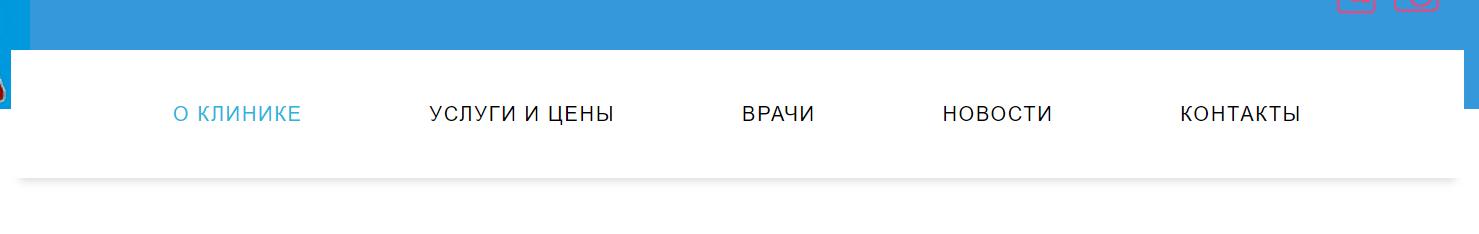 О КЛИНИКЕ УСЛУГИ И ЦЕНЫ ВРАЧИ НОВОСТИ КОНТАКТЫ